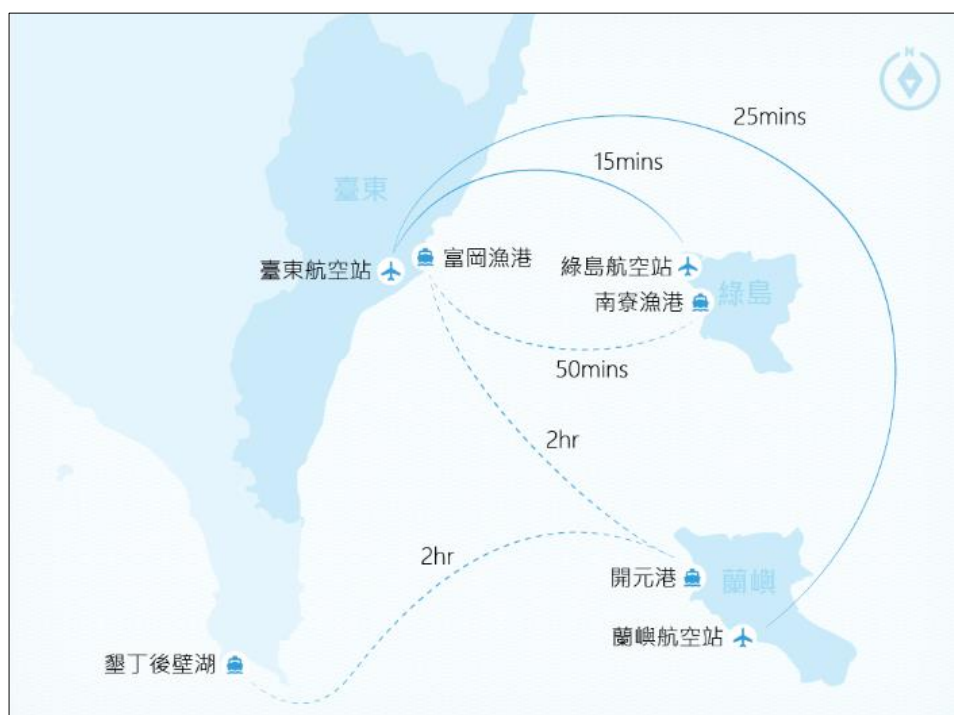 N
25mins
15mins
臺東
臺東航空站
富岡漁港
綠島航空站
綠島
南寮漁港
50mins
2hr
2hr
開元港
蘭嶼
蘭嶼航空站
墾丁後壁湖